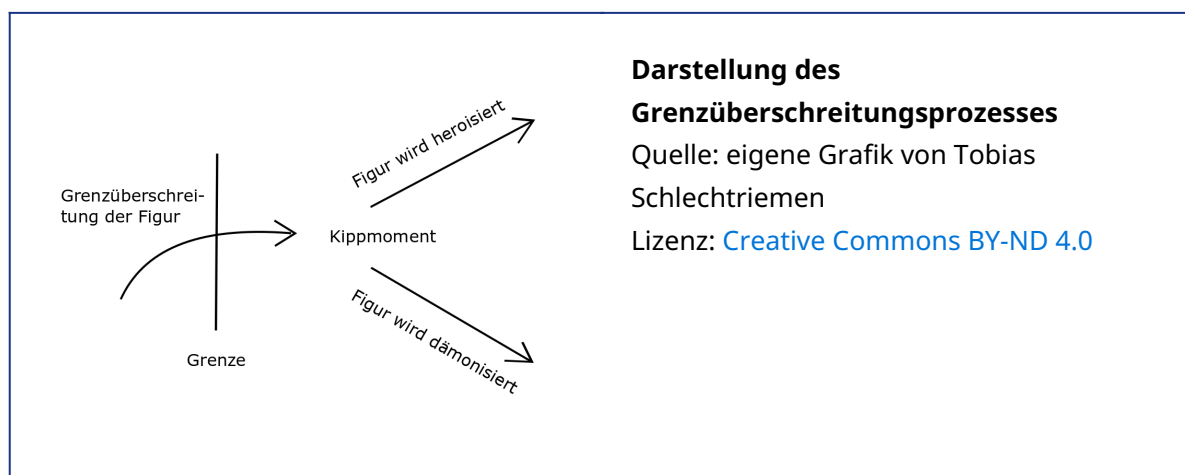 Grenzüberschrei-
tung der Figur
Grenze
Kippmoment
Figur wird heroisiert
Figur wird dämonisiert
Darstellung des
Grenzüberschreitungsprozesses
Quelle: eigene Grafik von Tobias
Schlechtriemen
Lizenz: Creative Commons BY-ND 4.0